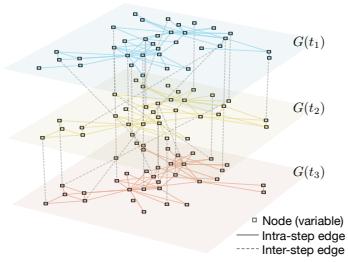 G(t₁)
G(t₂)
G(t₃)
Node (variable)
Intra-step edge
Inter-step edge